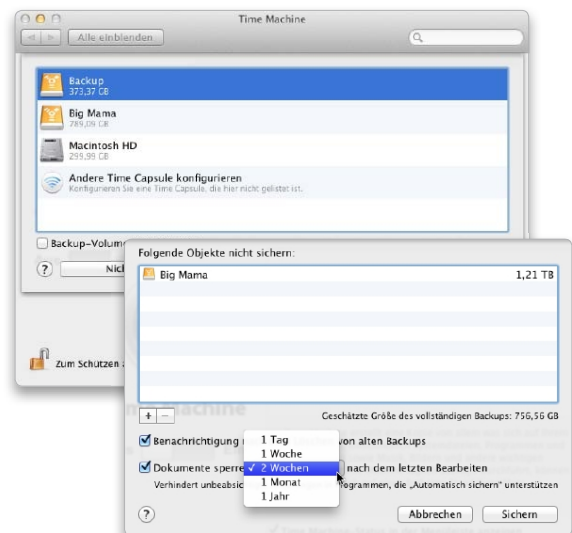 Time Machine
Alle einblenden
Backup
373,37 GB
Big Mama
789,09 GB
Macintosh HD
299,99 GB
Andere Time Capsule konfigurieren
Konfigurieren Sie eine Time Capsule, die hier nicht gelistet ist.
Backup-Volum
?
Nic
Zum Schützen
Folgende Objekte nicht sichern:
Big Mama 1,21 TB
+ −
Geschätzte Größe des vollständigen Backups: 756,56 GB
Benachrichtigung von alten Backups
1 Tag
1 Woche
Dokumente sperre ✓ 2 Wochen nach dem letzten Bearbeiten
1 Monat
Verhindert unbeabsic rogrammen, die „Automatisch sichern“ unterstützen
1 Jahr
?
Abbrechen
Sichern